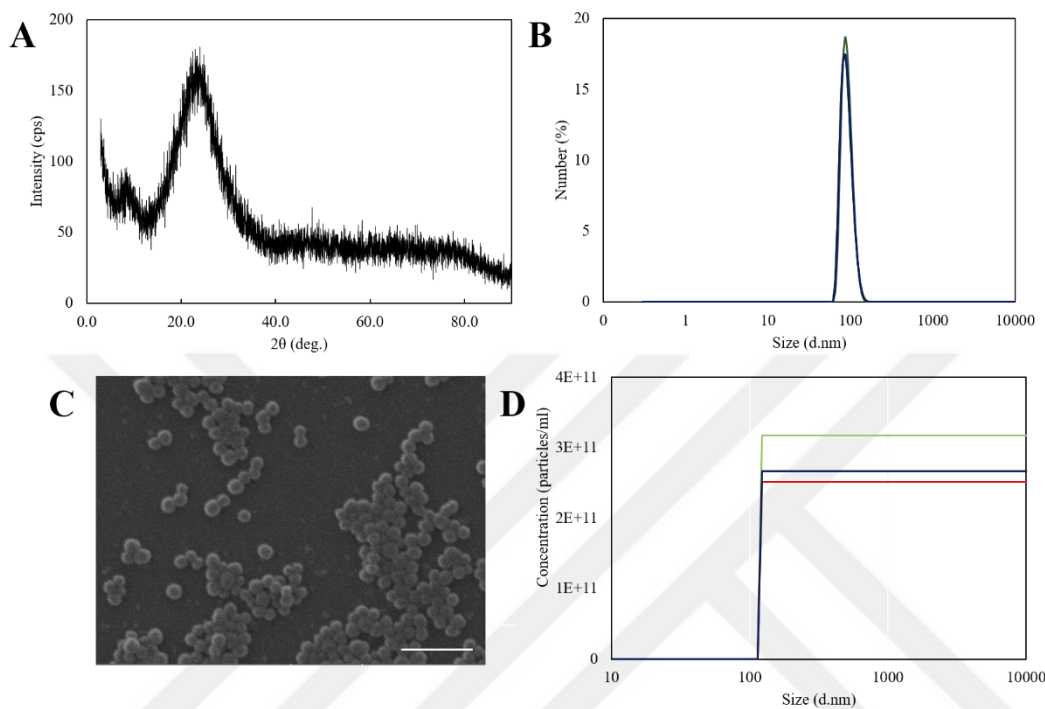 A
200
150
100
50
0
Intensity (cps)
0.0 20.0 40.0 60.0 80.0
2θ (deg.)
B
20
15
10
5
0
Number (%)
0 1 10 100 1000 10000
Size (d.nm)
C
D
4E+11
3E+11
2E+11
1E+11
0
Concentration (particles/ml)
10 100 1000 10000
Size (d.nm)